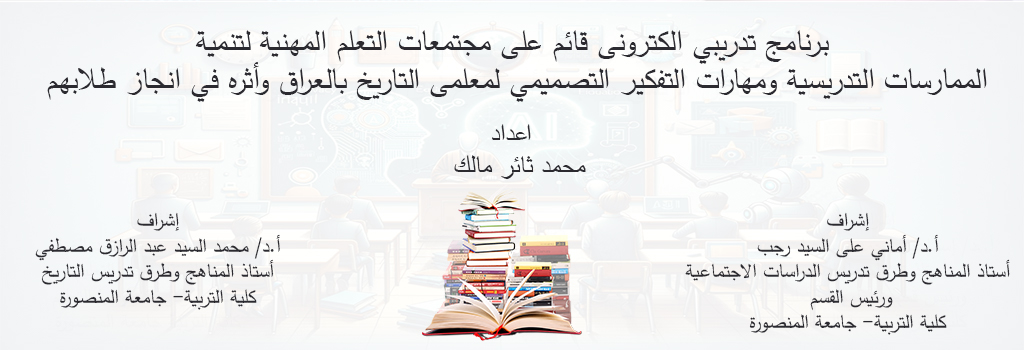 برنامج تدريبي الكترونى قائم على مجتمعات التعلم المهنية لتنمية
الممارسات التدريسية ومهارات التفكير التصميمي لمعلمى التاريخ بالعراق وأثره في انجاز طلابهم
اعداد
محمد ثائر مالك
إشراف
أ.د/ أماني على السيد رجب
أستاذ المناهج وطرق تدريس الدراسات الاجتماعية
ورئيس القسم
كلية التربية– جامعة المنصورة
إشراف
أ.د/ محمد السيد عبد الرازق مصطفي
أستاذ المناهج وطرق تدريس التاريخ
كلية التربية– جامعة المنصورة
AI